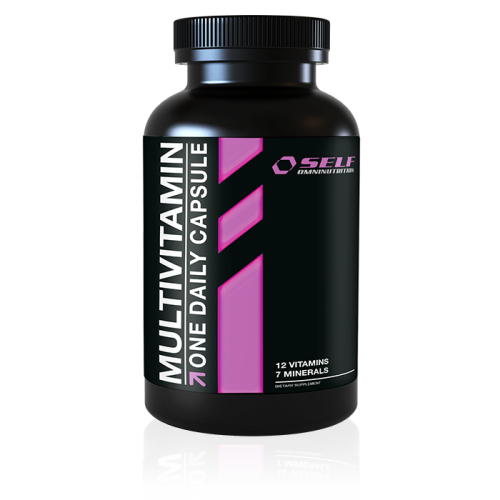 MULTIVITAMIN
ONE DAILY CAPSULE
SELF
OMNINUTRITION
12 VITAMINS
7 MINERALS
DIETARY SUPPLEMENT